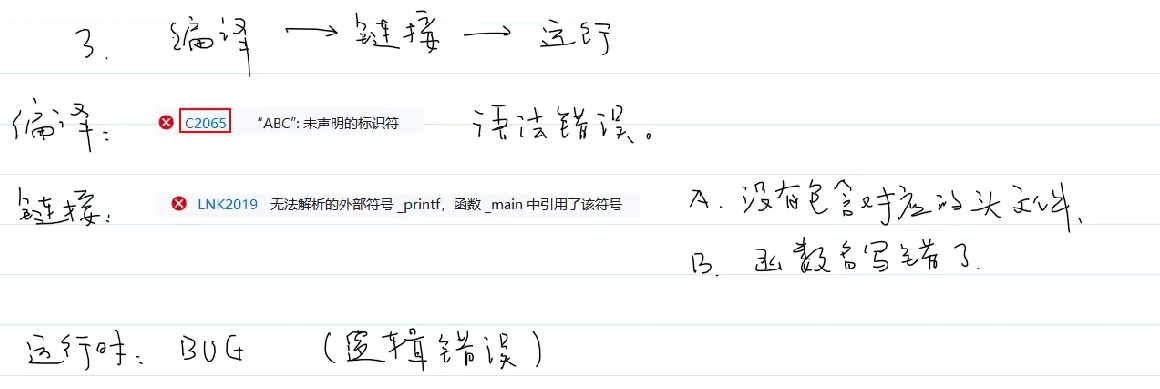 3. 编译 → 链接 → 运行
编译: C2065 “ABC”: 未声明的标识符 语法错误。
链接: LNK2019 无法解析的外部符号 _printf，函数 _main 中引用了该符号 A. 没有包含对应的头文件、
B. 函数名写错了.
运行时: BUG (逻辑错误)